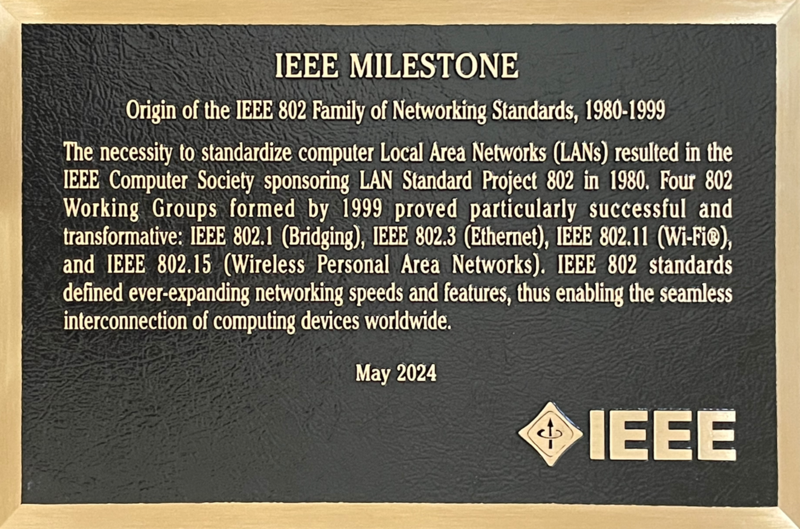 IEEE MILESTONE
Origin of the IEEE 802 Family of Networking Standards, 1980-1999
The necessity to standardize computer Local Area Networks (LANs) resulted in the
IEEE Computer Society sponsoring LAN Standard Project 802 in 1980. Four 802
Working Groups formed by 1999 proved particularly successful and
transformative: IEEE 802.1 (Bridging), IEEE 802.3 (Ethernet), IEEE 802.11 (Wi-Fi®),
and IEEE 802.15 (Wireless Personal Area Networks). IEEE 802 standards
defined ever-expanding networking speeds and features, thus enabling the seamless
interconnection of computing devices worldwide.
May 2024
IEEE